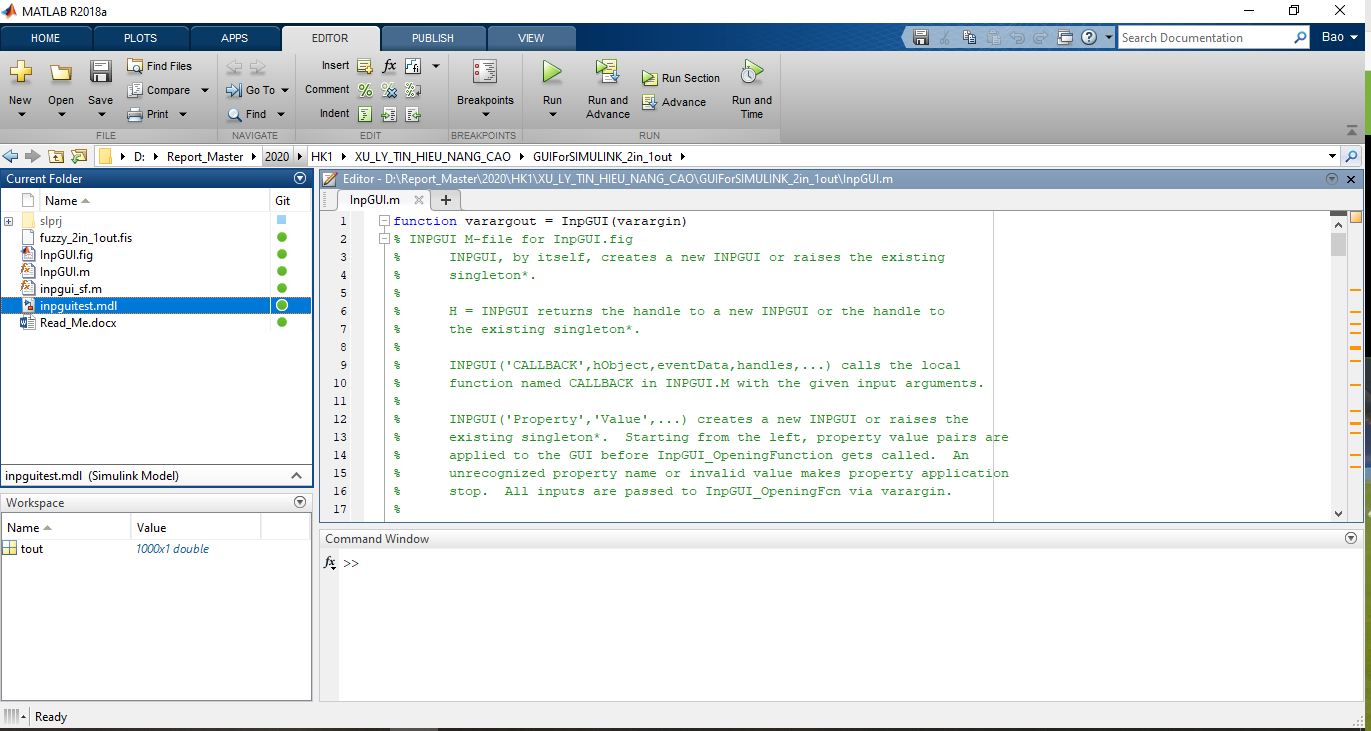 MATLAB R2018a
HOME PLOTS APPS EDITOR PUBLISH VIEW
Search Documentation Bao
New Open Save
Find Files
Compare
Print
FILE
Go To
Find
NAVIGATE
Insert fx
Comment
Indent
EDIT
Breakpoints
BREAKPOINTS
Run
Run and Advance
Run Section
Advance
Run and Time
RUN
D: Report_Master 2020 HK1 XU_LY_TIN_HIEU_NANG_CAO GUIForSIMULINK_2in_1out
Current Folder
Name Git
slprj
fuzzy_2in_1out.fis
InpGUI.fig
InpGUI.m
inpgui_sf.m
inpguitest.mdl
Read_Me.docx
inpguitest.mdl (Simulink Model)
Workspace
Name Value
tout 1000x1 double
Editor - D:\Report_Master\2020\HK1\XU_LY_TIN_HIEU_NANG_CAO\GUIForSIMULINK_2in_1out\InpGUI.m
InpGUI.m
1 function varargout = InpGUI(varargin)
2 % INPGUI M-file for InpGUI.fig
3 % INPGUI, by itself, creates a new INPGUI or raises the existing
4 % singleton*.
5 %
6 % H = INPGUI returns the handle to a new INPGUI or the handle to
7 % the existing singleton*.
8 %
9 % INPGUI('CALLBACK',hObject,eventData,handles,...) calls the local
10 % function named CALLBACK in INPGUI.M with the given input arguments.
11 %
12 % INPGUI('Property','Value',...) creates a new INPGUI or raises the
13 % existing singleton*. Starting from the left, property value pairs are
14 % applied to the GUI before InpGUI_OpeningFunction gets called. An
15 % unrecognized property name or invalid value makes property application
16 % stop. All inputs are passed to InpGUI_OpeningFcn via varargin.
17 %
Command Window
fx >>
Ready